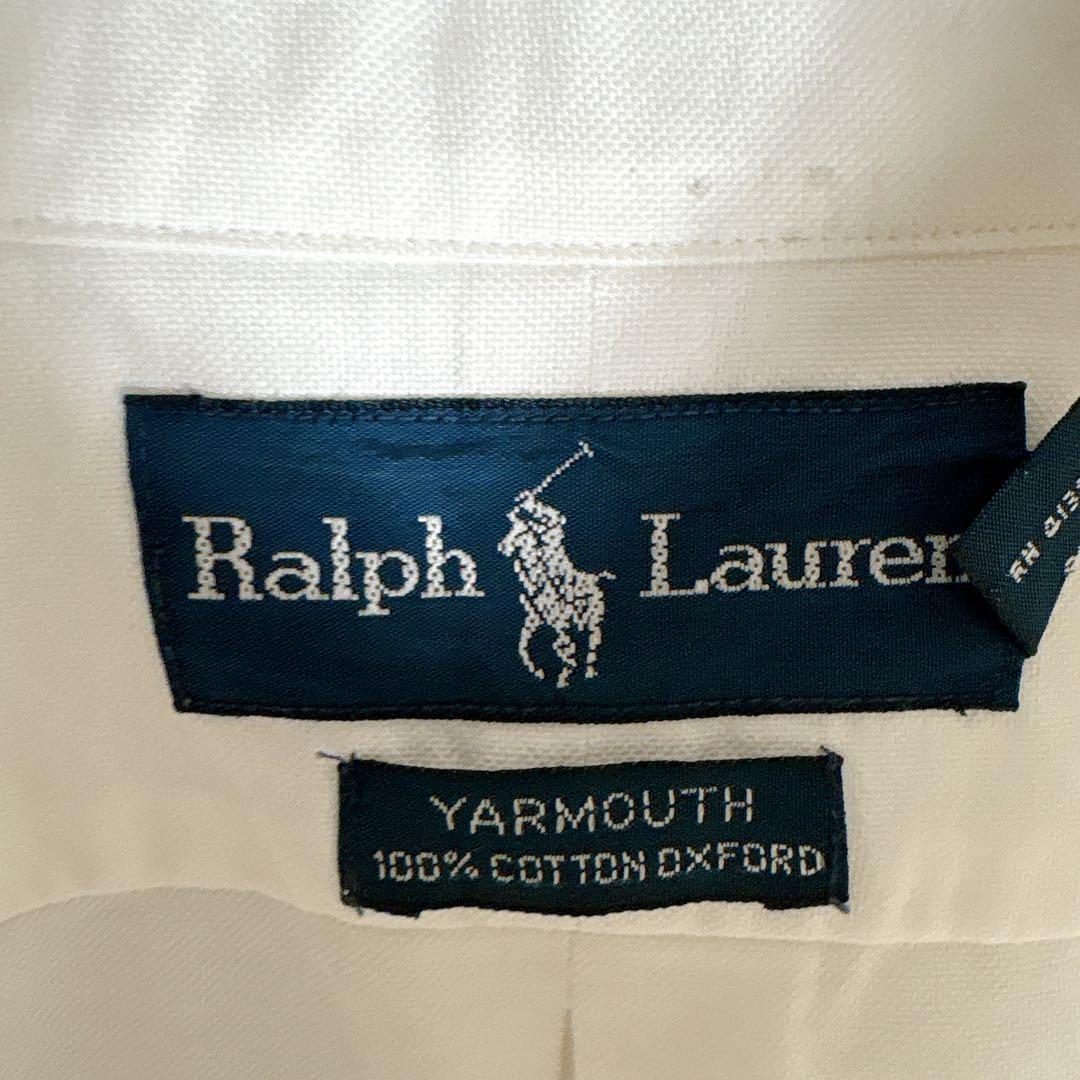 Ralph Lauren
YARMOUTH
100% COTTON OXFORD